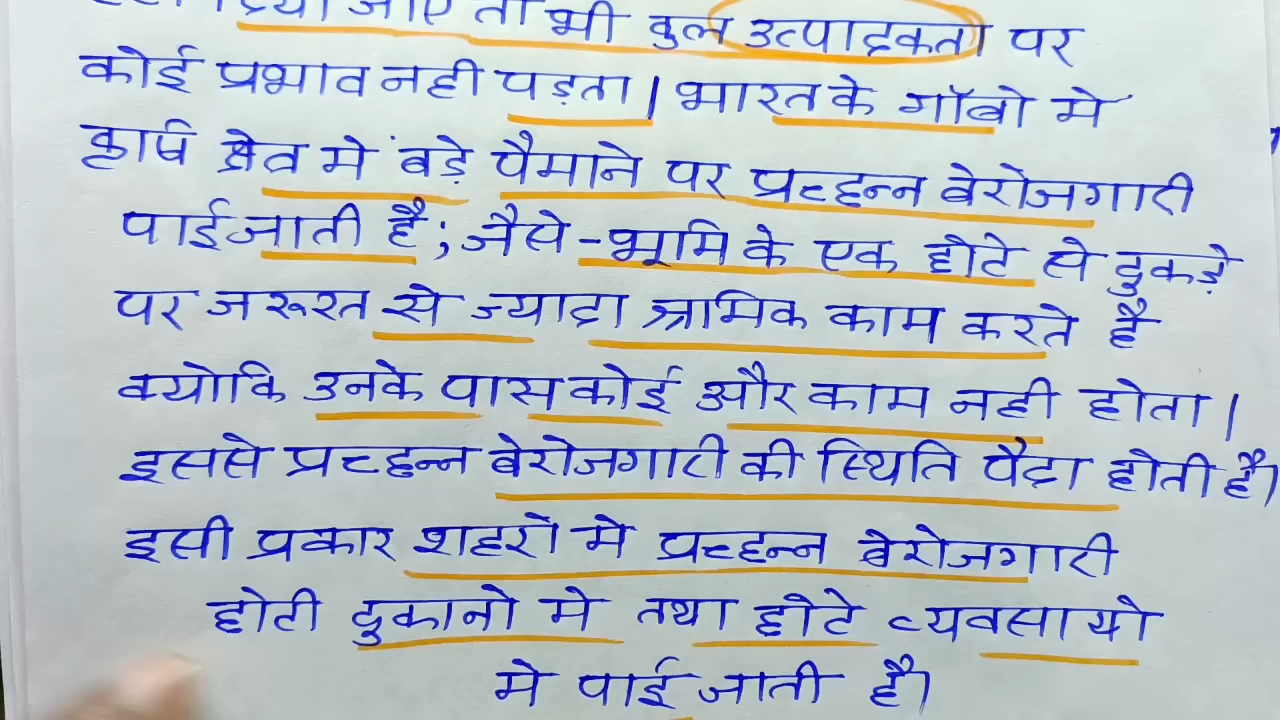 दिया जाए तो भी कुल उत्पादकता पर
कोई प्रभाव नही पड़ता। भारत के गॉवो मे
कृषि क्षेत्र मे बड़े पैमाने पर प्रच्छन्न बेरोजगारी
पाई जाती है; जैसे - भूमि के एक छोटे से टुकड़े
पर जरूरत से ज्यादा श्रामिक काम करते है
क्योकि उनके पास कोई और काम नही होता।
इससे प्रच्छन्न बेरोजगारी की स्थिति पैदा होती है।
इसी प्रकार शहरो मे प्रच्छन्न बेरोजगारी
छोटी दुकानो मे तथा छोटे व्यवसायो
मे पाई जाती है।